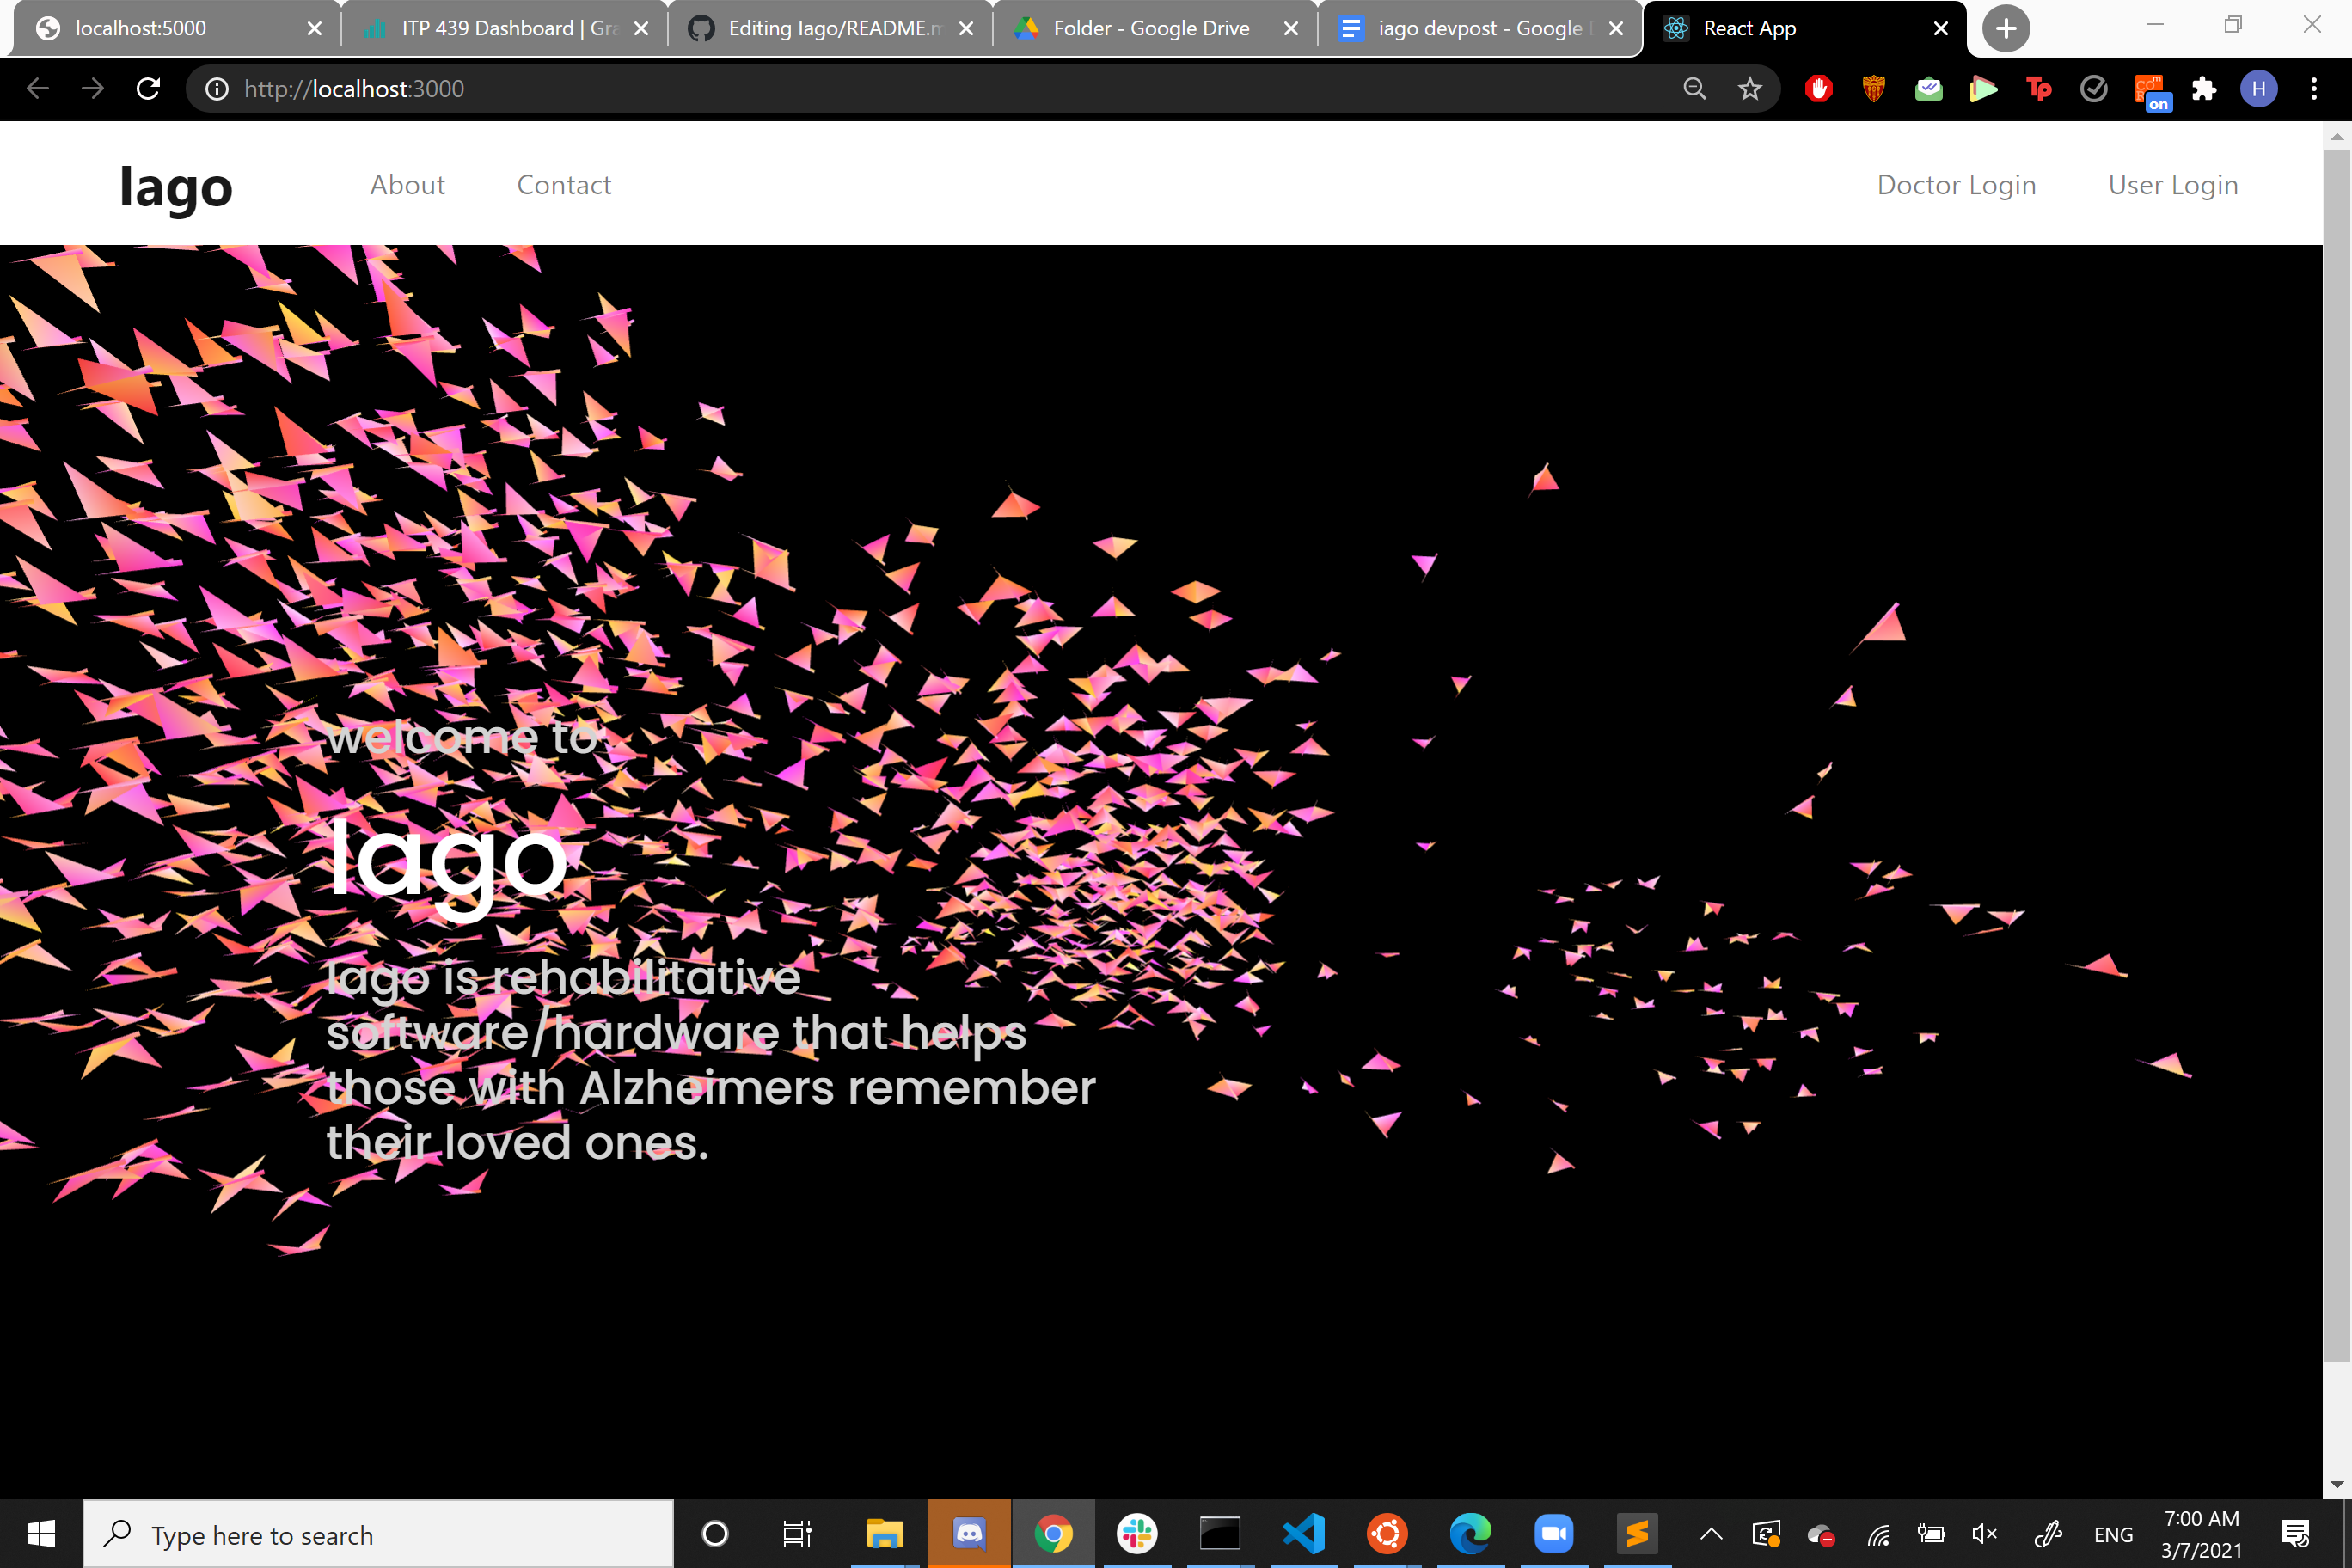 localhost:5000
ITP 439 Dashboard | Gra
Editing Iago/README.m
Folder - Google Drive
iago devpost - Google D
React App
http://localhost:3000
Tp
on
H
Iago
About
Contact
Doctor Login
User Login
welcome to
Iago
Iago is rehabilitative
software/hardware that helps
those with Alzheimers remember
their loved ones.
Type here to search
ENG
7:00 AM
3/7/2021